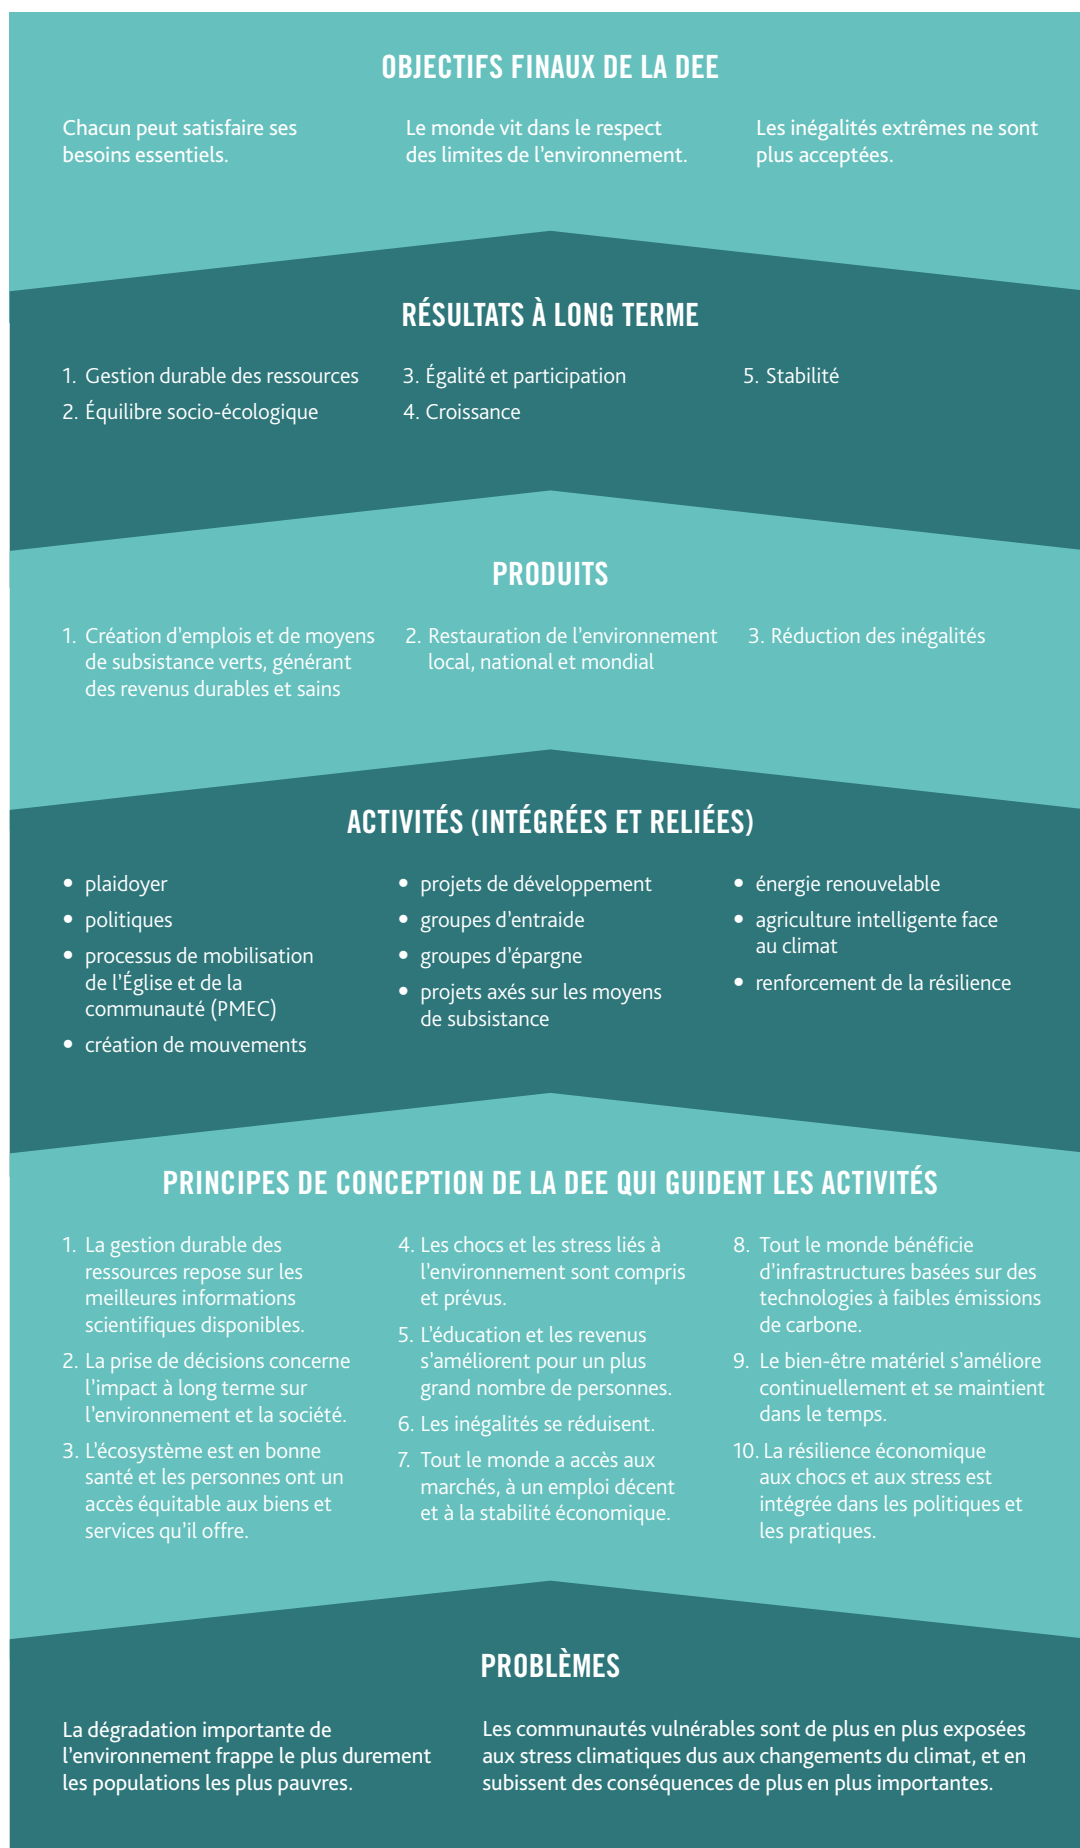 OBJECTIFS FINAUX DE LA DEE
Chacun peut satisfaire ses
besoins essentiels.
Le monde vit dans le respect
des limites de l’environnement.
Les inégalités extrêmes ne sont
plus acceptées.
RÉSULTATS À LONG TERME
1. Gestion durable des ressources
2. Équilibre socio-écologique
3. Égalité et participation
4. Croissance
5. Stabilité
PRODUITS
1. Création d’emplois et de moyens
de subsistance verts, générant
des revenus durables et sains
2. Restauration de l’environnement
local, national et mondial
3. Réduction des inégalités
ACTIVITÉS (INTÉGRÉES ET RELIÉES)
• plaidoyer
• politiques
• processus de mobilisation
de l’Église et de la
communauté (PMEC)
• création de mouvements
• projets de développement
• groupes d’entraide
• groupes d’épargne
• projets axés sur les moyens
de subsistance
• énergie renouvelable
• agriculture intelligente face
au climat
• renforcement de la résilience
PRINCIPES DE CONCEPTION DE LA DEE QUI GUIDENT LES ACTIVITÉS
1. La gestion durable des
ressources repose sur les
meilleures informations
scientifiques disponibles.
2. La prise de décisions concerne
l’impact à long terme sur
l’environnement et la société.
3. L’écosystème est en bonne
santé et les personnes ont un
accès équitable aux biens et
services qu’il offre.
4. Les chocs et les stress liés à
l’environnement sont compris
et prévus.
5. L’éducation et les revenus
s’améliorent pour un plus
grand nombre de personnes.
6. Les inégalités se réduisent.
7. Tout le monde a accès aux
marchés, à un emploi décent
et à la stabilité économique.
8. Tout le monde bénéficie
d’infrastructures basées sur des
technologies à faibles émissions
de carbone.
9. Le bien-être matériel s’améliore
continuellement et se maintient
dans le temps.
10. La résilience économique
aux chocs et aux stress est
intégrée dans les politiques et
les pratiques.
PROBLÈMES
La dégradation importante de
l’environnement frappe le plus durement
les populations les plus pauvres.
Les communautés vulnérables sont de plus en plus exposées
aux stress climatiques dus aux changements du climat, et en
subissent des conséquences de plus en plus importantes.